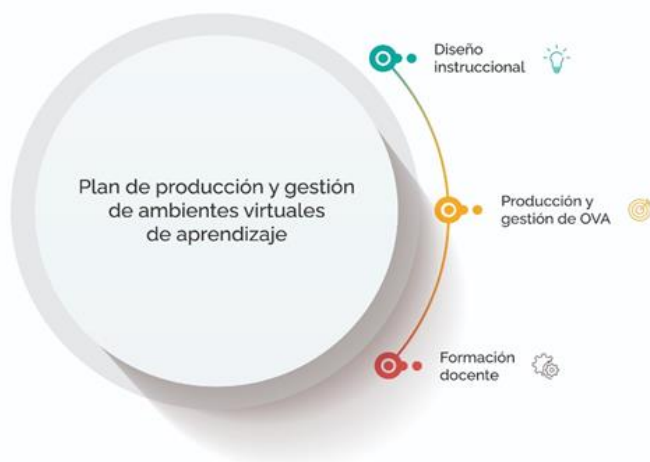 Plan de producción y gestión
de ambientes virtuales
de aprendizaje
Diseño
instruccional
Producción y
gestión de OVA
Formación
docente